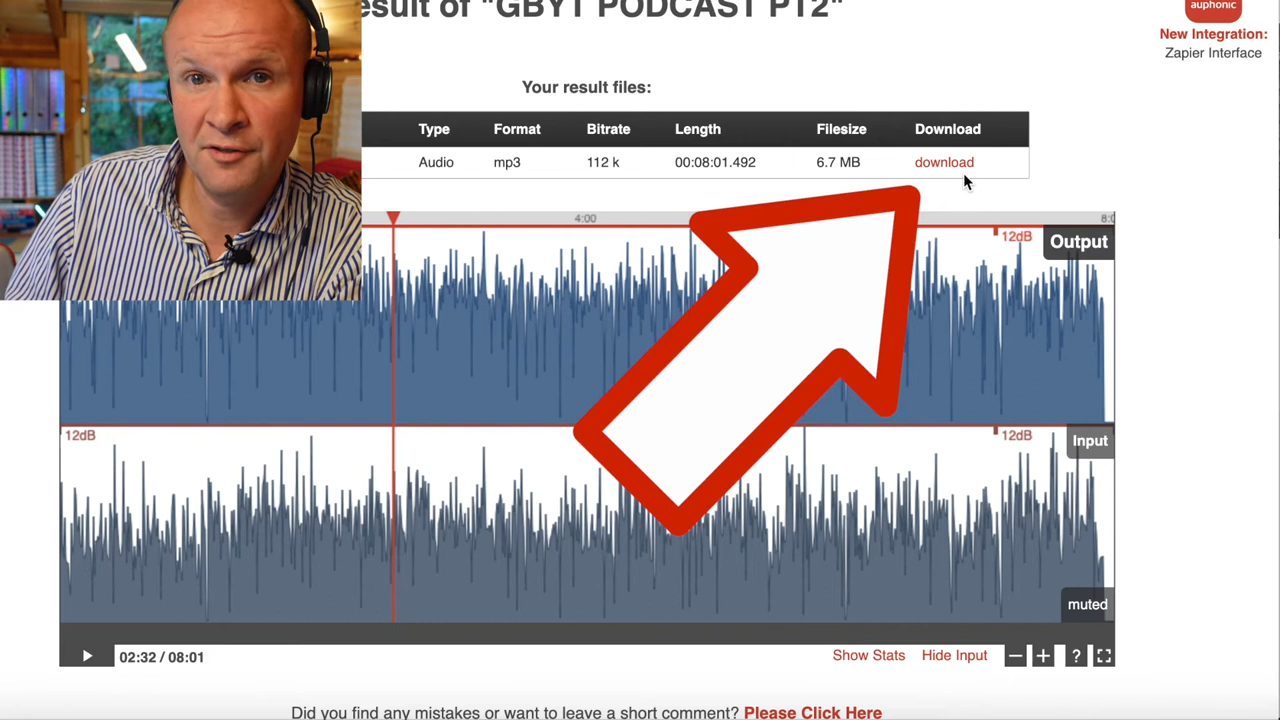 esult of "GBYT PODCAST PT2"
auphonic
New Integration:
Zapier Interface
Your result files:
Type Format Bitrate Length Filesize Download
Audio mp3 112 k 00:08:01.492 6.7 MB download
4:00 8:0
12dB Output
12dB 12dB Input
muted
02:32 / 08:01 Show Stats Hide Input − + ?
Did you find any mistakes or want to leave a short comment? Please Click Here